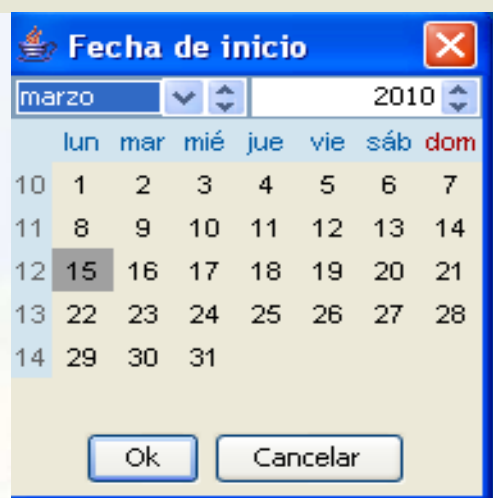 Fecha de inicio
marzo 2010
lun mar mié jue vie sáb dom
10 1 2 3 4 5 6 7
11 8 9 10 11 12 13 14
12 15 16 17 18 19 20 21
13 22 23 24 25 26 27 28
14 29 30 31
Ok Cancelar